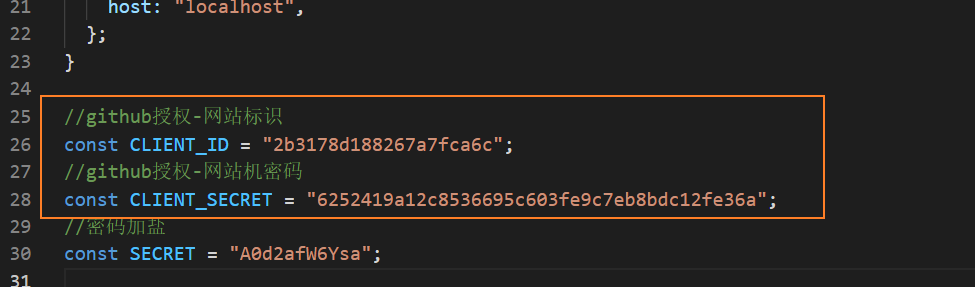 21 host: "localhost",
22 };
23 }
24
25 //github授权-网站标识
26 const CLIENT_ID = "2b3178d188267a7fca6c";
27 //github授权-网站机密码
28 const CLIENT_SECRET = "6252419a12c8536695c603fe9c7eb8bdc12fe36a";
29 //密码加盐
30 const SECRET = "A0d2afW6Ysa";
31